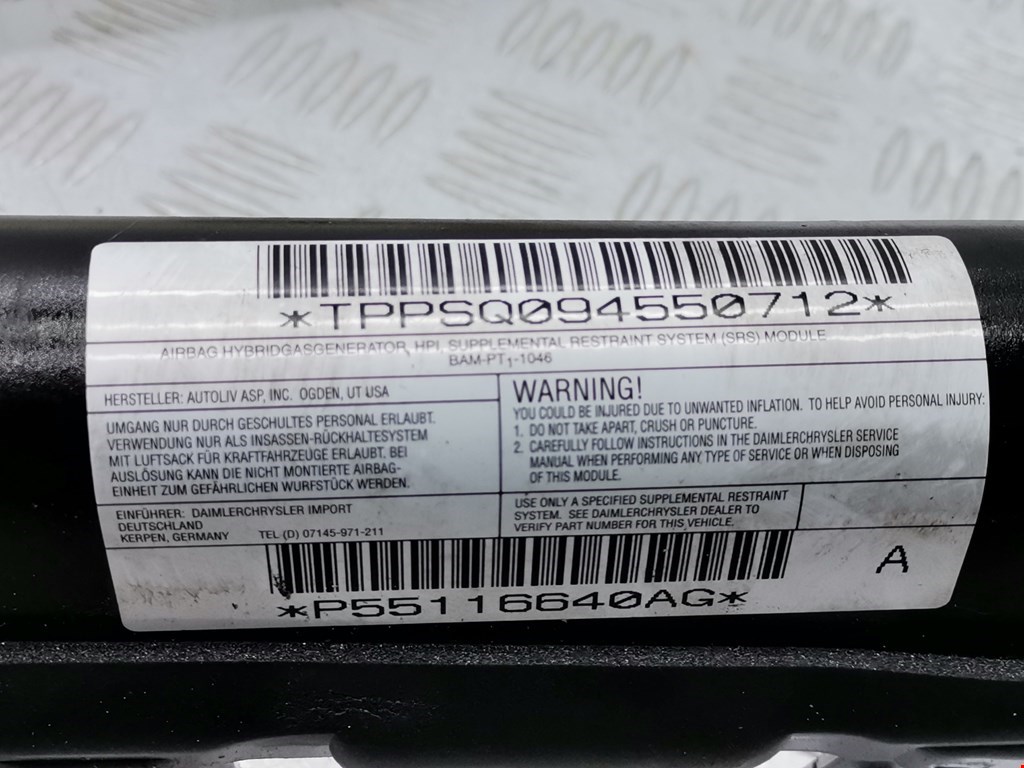 *TPPSQ094550712*
AIRBAG HYBRIDGASGENERATOR, HPI, SUPPLEMENTAL RESTRAINT SYSTEM (SRS) MODULE
BAM-PT1-1046
HERSTELLER: AUTOLIV ASP, INC. OGDEN, UT USA
UMGANG NUR DURCH GESCHULTES PERSONAL ERLAUBT.
VERWENDUNG NUR ALS INSASSEN-RÜCKHALTESYSTEM
MIT LUFTSACK FÜR KRAFTFAHRZEUGE ERLAUBT. BEI
AUSLÖSUNG KANN DIE NICHT MONTIERTE AIRBAG-
EINHEIT ZUM GEFÄHRLICHEN WURFSTÜCK WERDEN.
EINFÜHRER: DAIMLERCHRYSLER IMPORT
DEUTSCHLAND
KERPEN, GERMANY TEL (D) 07145-971-211
WARNING!
YOU COULD BE INJURED DUE TO UNWANTED INFLATION. TO HELP AVOID PERSONAL INJURY:
1. DO NOT TAKE APART, CRUSH OR PUNCTURE.
2. CAREFULLY FOLLOW INSTRUCTIONS IN THE DAIMLERCHRYSLER SERVICE
MANUAL WHEN PERFORMING ANY TYPE OF SERVICE OR WHEN DISPOSING
OF THIS MODULE.
USE ONLY A SPECIFIED SUPPLEMENTAL RESTRAINT
SYSTEM. SEE DAIMLERCHRYSLER DEALER TO
VERIFY PART NUMBER FOR THIS VEHICLE.
A
*P55116640AG*